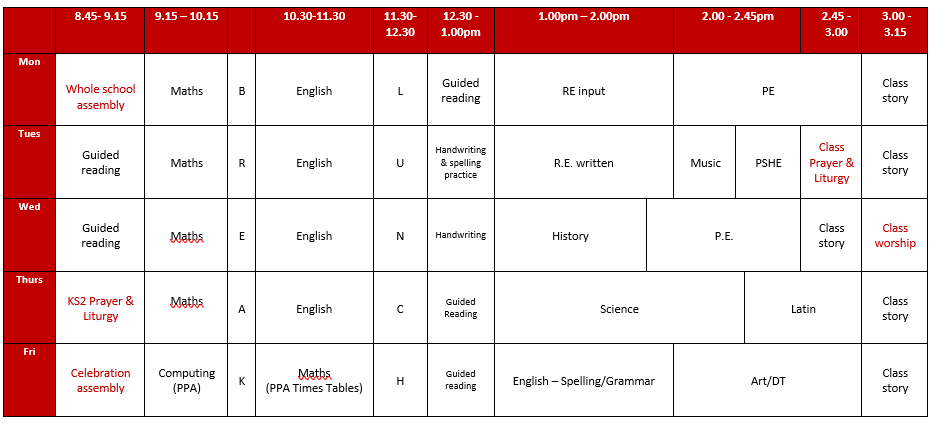 8.45- 9.15 9.15 – 10.15 10.30-11.30 11.30-12.30 12.30 - 1.00pm 1.00pm – 2.00pm 2.00 - 2.45pm 2.45 - 3.00 3.00 - 3.15
Mon
Whole school assembly
Maths
B
English
L
Guided reading
RE input
PE
Class story
Tues
Guided reading
Maths
R
English
U
Handwriting & spelling practice
R.E. written
Music
PSHE
Class Prayer & Liturgy
Class story
Wed
Guided reading
Maths
E
English
N
Handwriting
History
P.E.
Class story
Class worship
Thurs
KS2 Prayer & Liturgy
Maths
A
English
C
Guided Reading
Science
Latin
Class story
Fri
Celebration assembly
Computing (PPA)
K
Maths (PPA Times Tables)
H
Guided reading
English – Spelling/Grammar
Art/DT
Class story